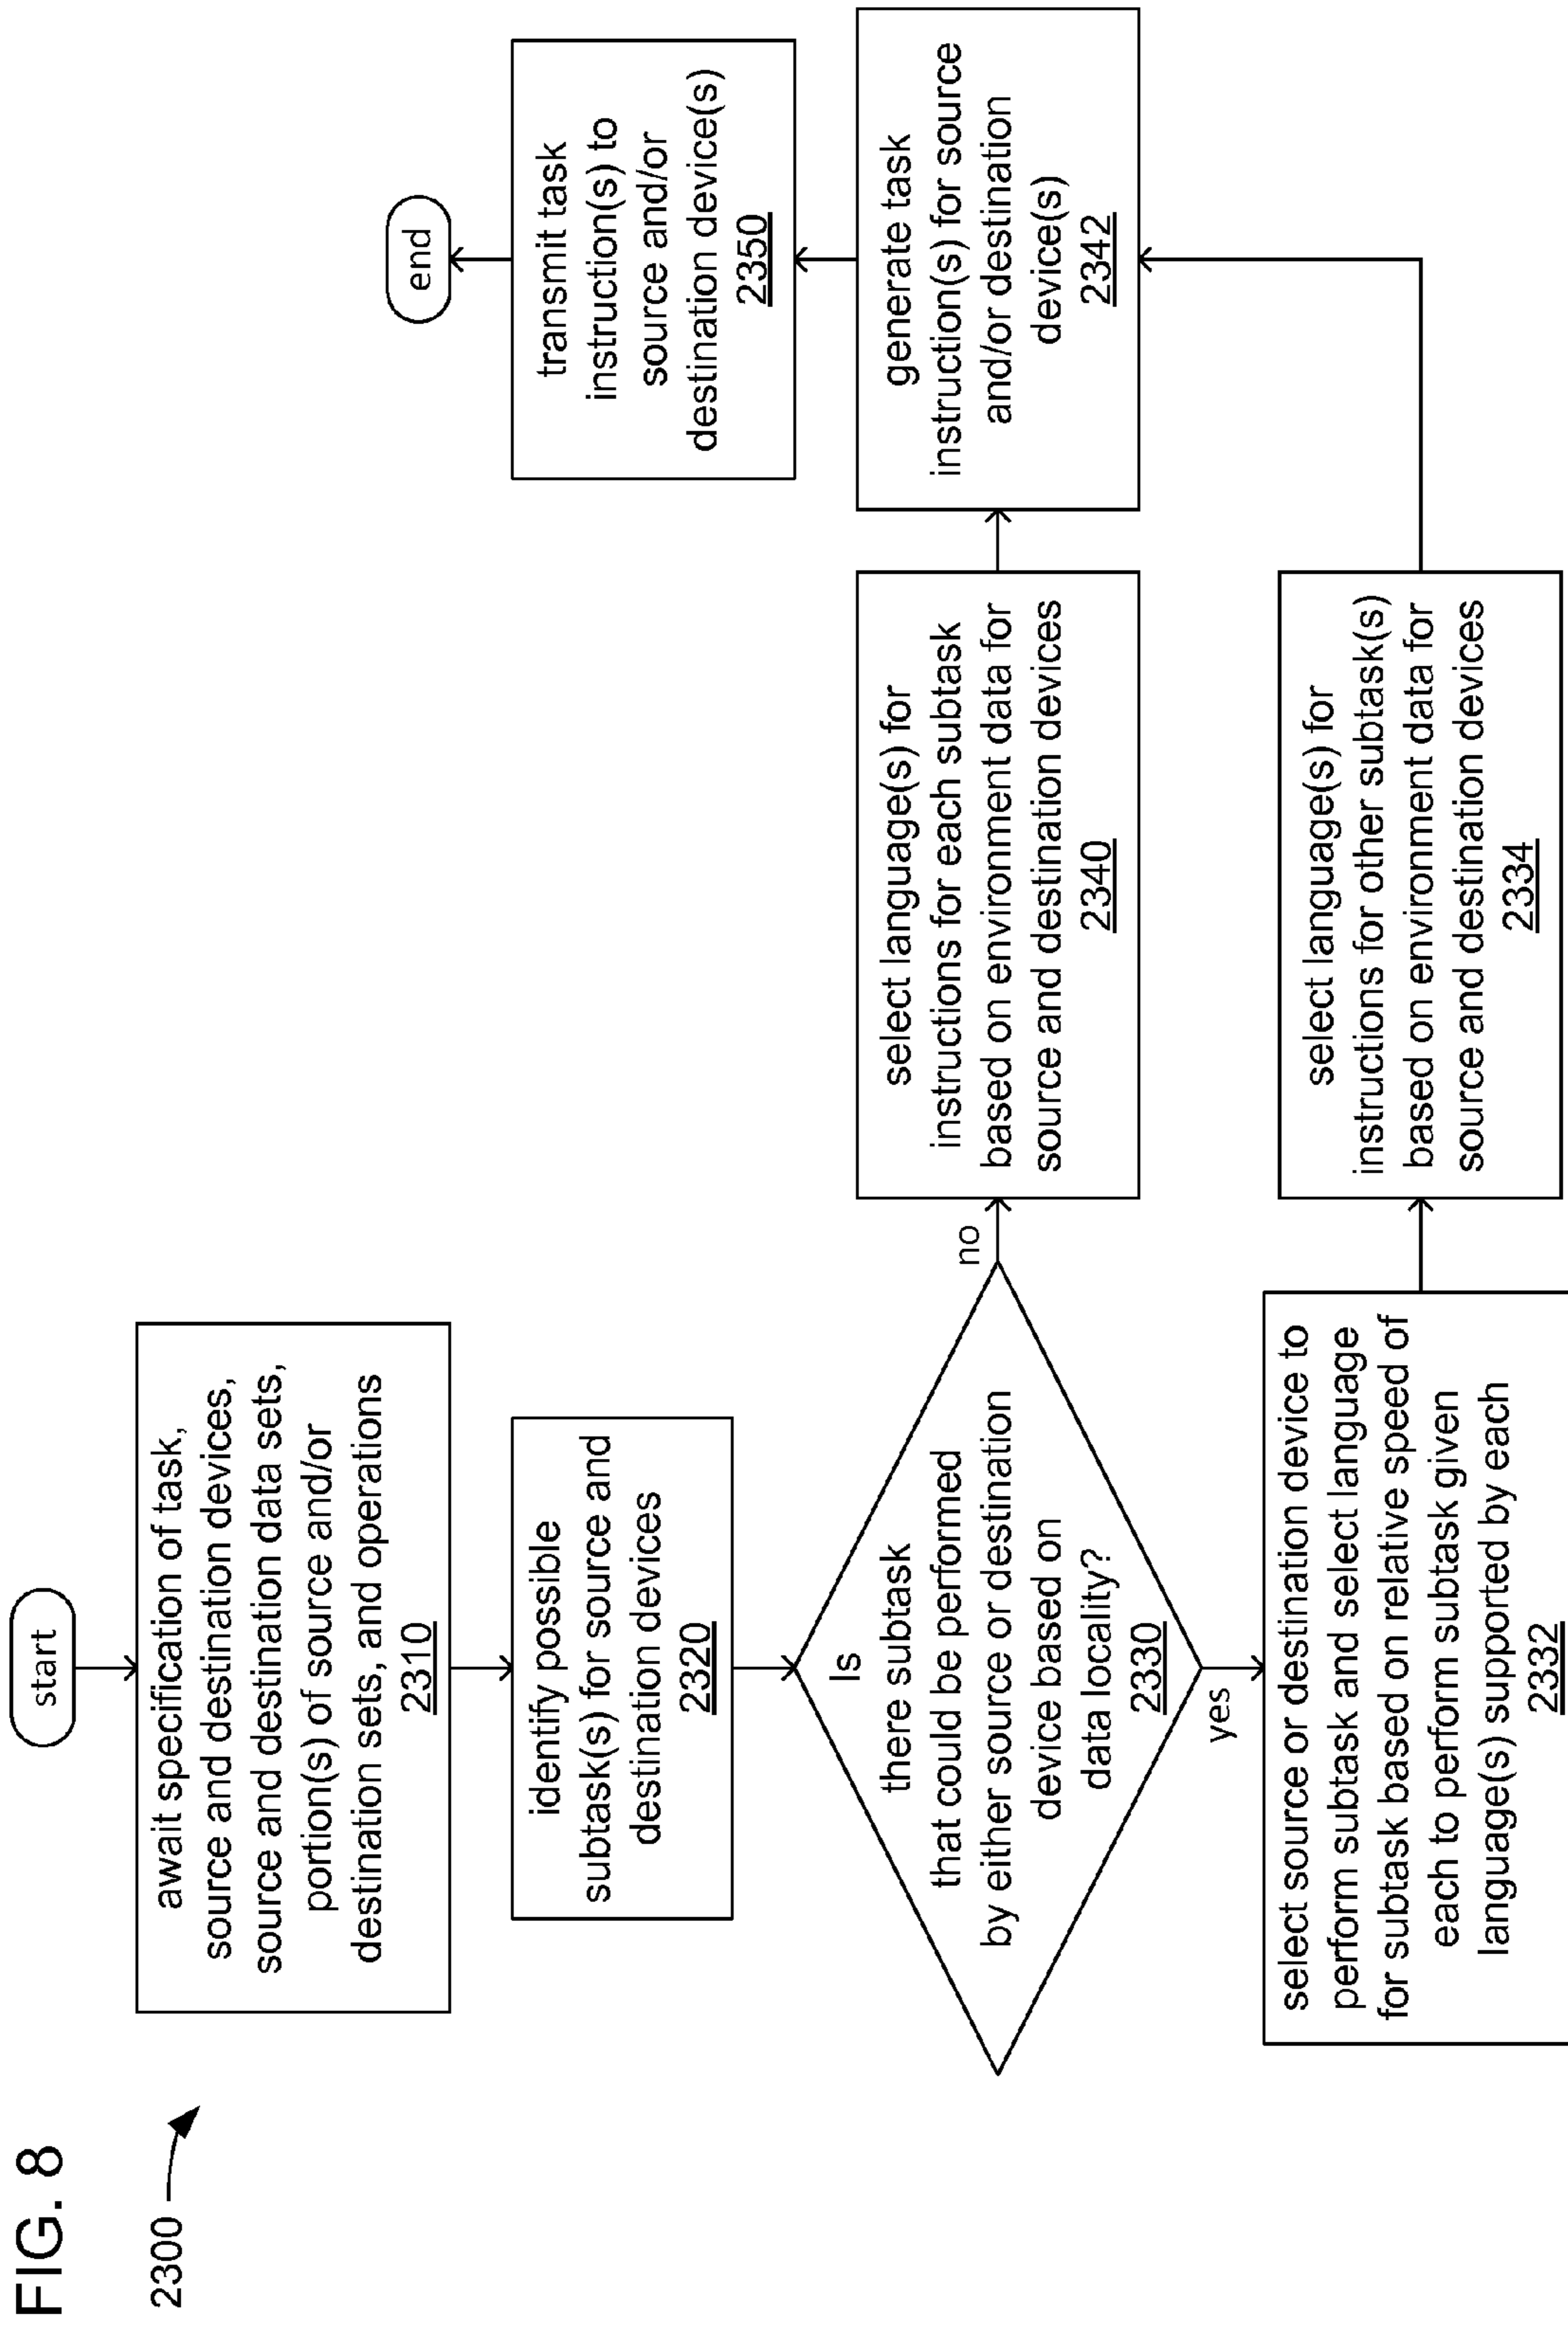 FIG. 8
2300
start
await specification of task,
source and destination devices,
source and destination data sets,
portion(s) of source and/or
destination sets, and operations
2310
identify possible
subtask(s) for source and
destination devices
2320
Is
there subtask
that could be performed
by either source or destination
device based on
data locality?
2330
no
yes
select source or destination device to
perform subtask and select language
for subtask based on relative speed of
each to perform subtask given
language(s) supported by each
2332
select language(s) for
instructions for other subtask(s)
based on environment data for
source and destination devices
2334
select language(s) for
instructions for each subtask
based on environment data for
source and destination devices
2340
generate task
instruction(s) for source
and/or destination
device(s)
2342
transmit task
instruction(s) to
source and/or
destination device(s)
2350
end